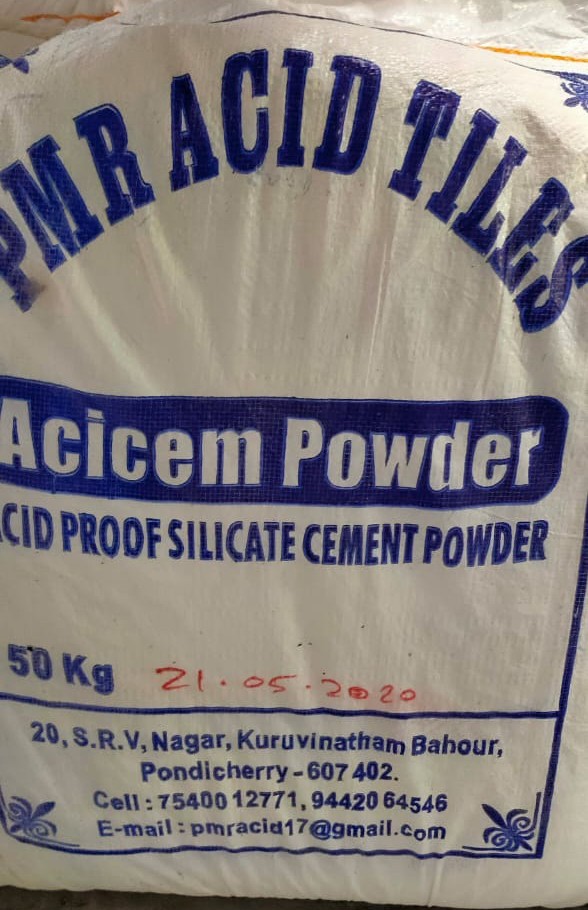 PMR ACID TILES
Acicem Powder
ACID PROOF SILICATE CEMENT POWDER
50 Kg 21.05.2020
20, S.R.V, Nagar, Kuruvinatham Bahour,
Pondicherry - 607 402.
Cell : 75400 12771, 94420 64546
E-mail : pmracid17@gmail.com